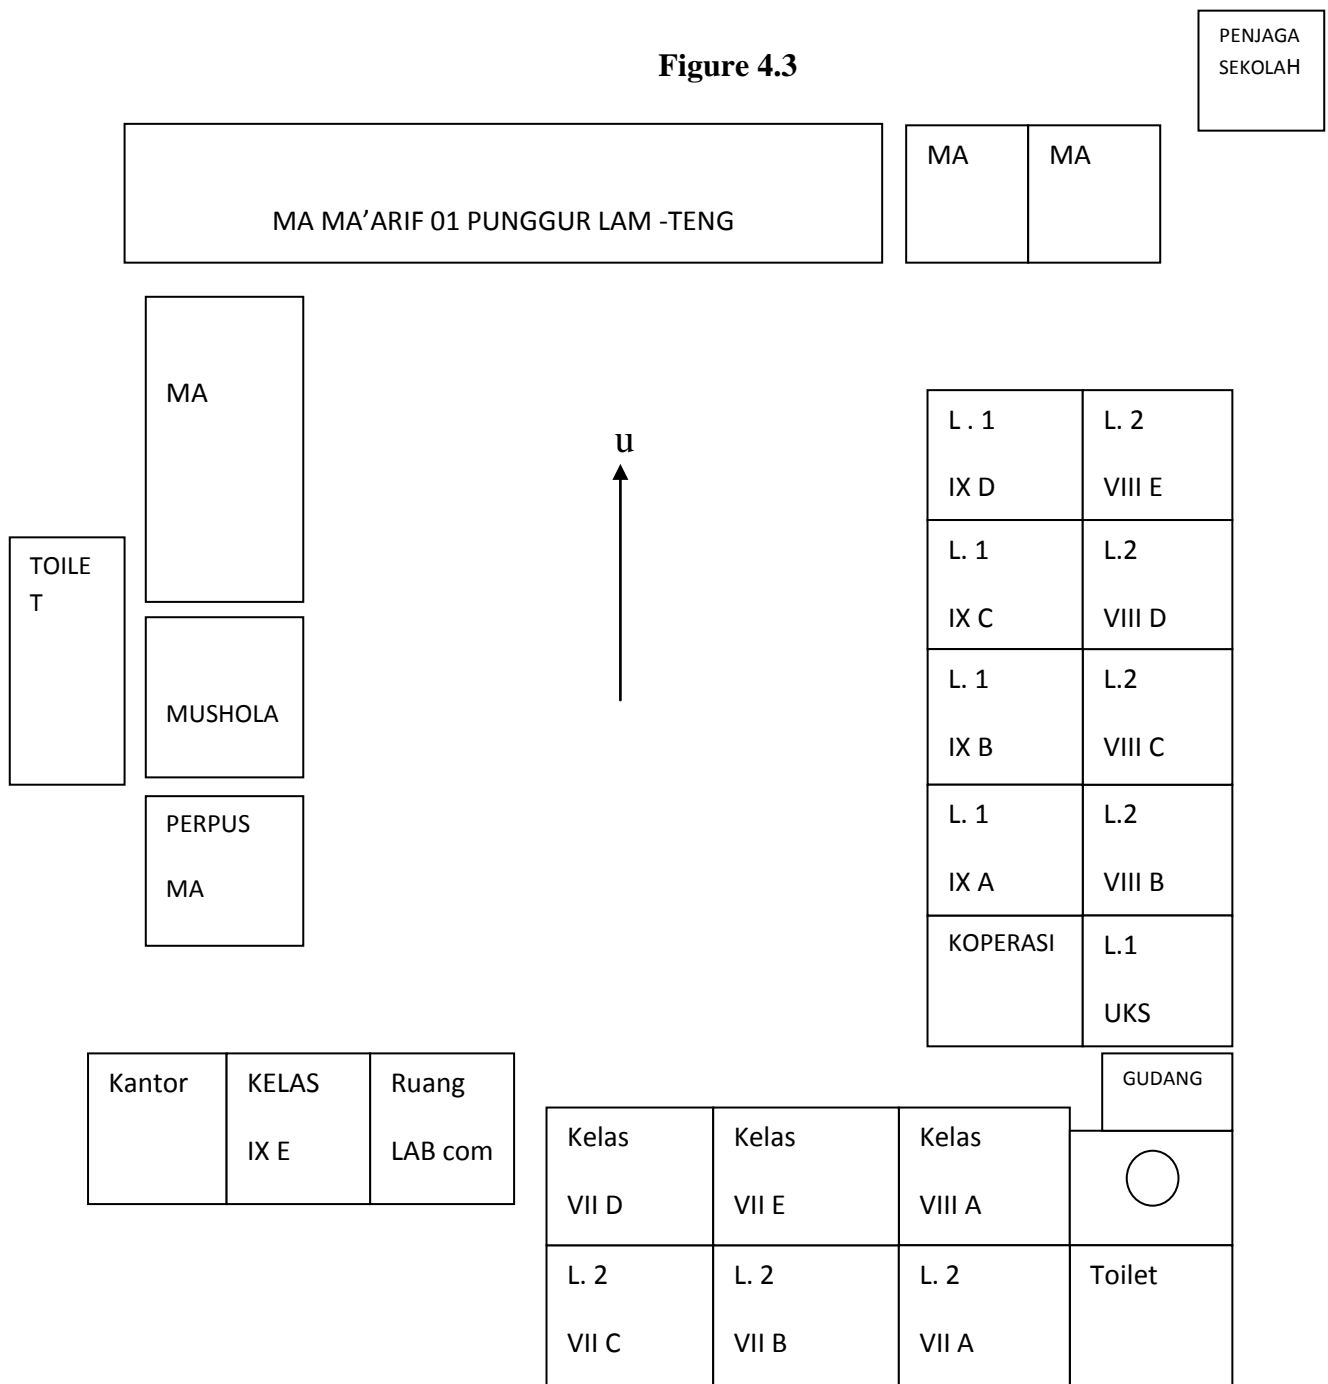 PENJAGA
SEKOLAH
Figure 4.3
MA MA’ARIF 01 PUNGGUR LAM -TENG
MA
MA
MA
TOILE
T
MUSHOLA
PERPUS
MA
u
L . 1
IX D
L. 2
VIII E
L. 1
IX C
L.2
VIII D
L. 1
IX B
L.2
VIII C
L. 1
IX A
L.2
VIII B
KOPERASI
L.1
UKS
Kantor
KELAS
IX E
Ruang
LAB com
GUDANG
Kelas
VII D
Kelas
VII E
Kelas
VIII A
L. 2
VII C
L. 2
VII B
L. 2
VII A
Toilet